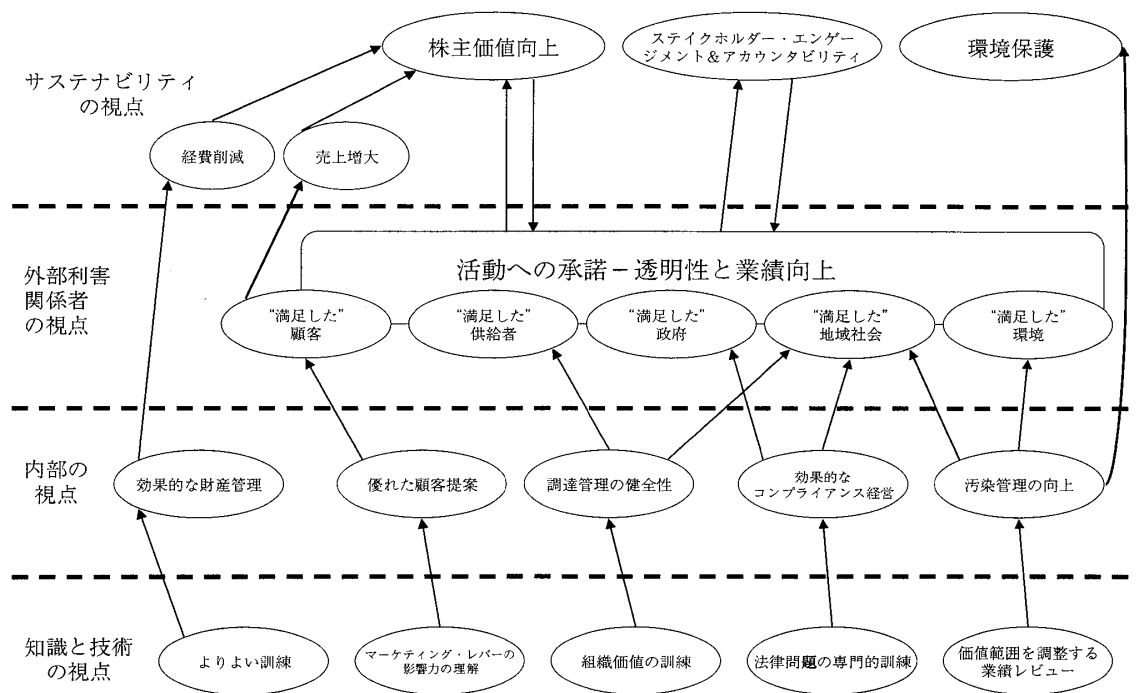 株主価値向上
ステイクホルダー・エンゲー
ジメント&アカウンタビリティ
環境保護
サステナビリティ
の視点
経費削減
売上増大
外部利害
関係者
の視点
活動への承諾－透明性と業績向上
“満足した”
顧客
“満足した”
供給者
“満足した”
政府
“満足した”
地域社会
“満足した”
環境
内部の
視点
効果的な財産管理
優れた顧客提案
調達管理の健全性
効果的な
コンプライアンス経営
汚染管理の向上
知識と技術
の視点
よりよい訓練
マーケティング・レバーの
影響力の理解
組織価値の訓練
法律問題の専門的訓練
価値範囲を調整する
業績レビュー